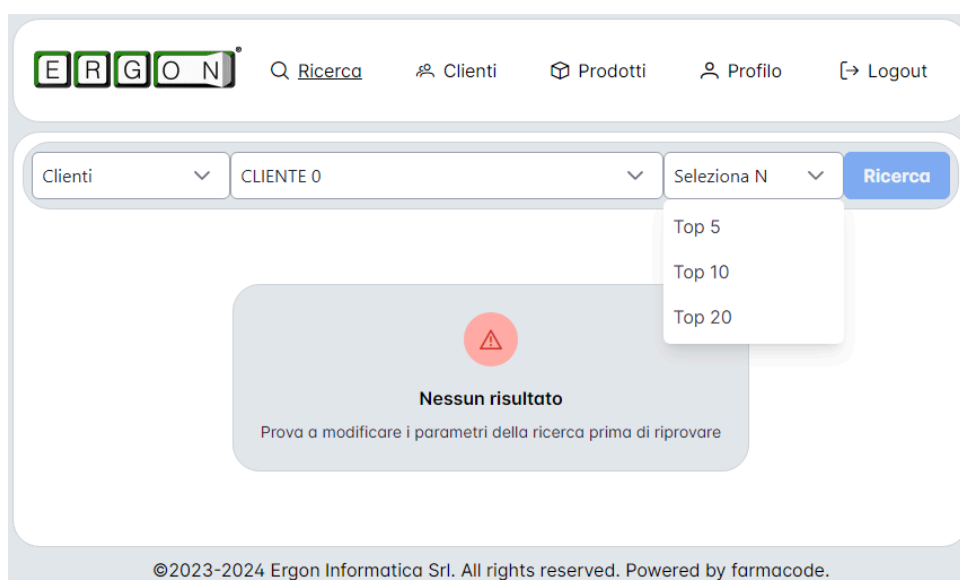 ERGON® Ricerca Clienti Prodotti Profilo Logout
Clienti CLIENTE 0 Seleziona N Ricerca
Top 5
Top 10
Top 20
Nessun risultato
Prova a modificare i parametri della ricerca prima di riprovare
©2023-2024 Ergon Informatica Srl. All rights reserved. Powered by farmacode.